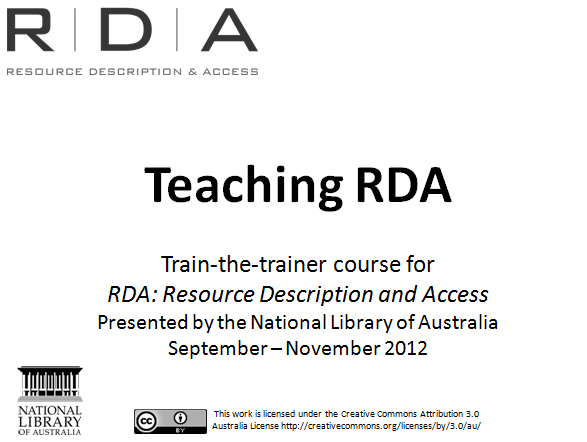 R | D | A
RESOURCE DESCRIPTION & ACCESS
Teaching RDA
Train-the-trainer course for
RDA: Resource Description and Access
Presented by the National Library of Australia
September – November 2012
NATIONAL
LIBRARY
OF AUSTRALIA
cc
BY
This work is licensed under the Creative Commons Attribution 3.0
Australia License http://creativecommons.org/licenses/by/3.0/au/